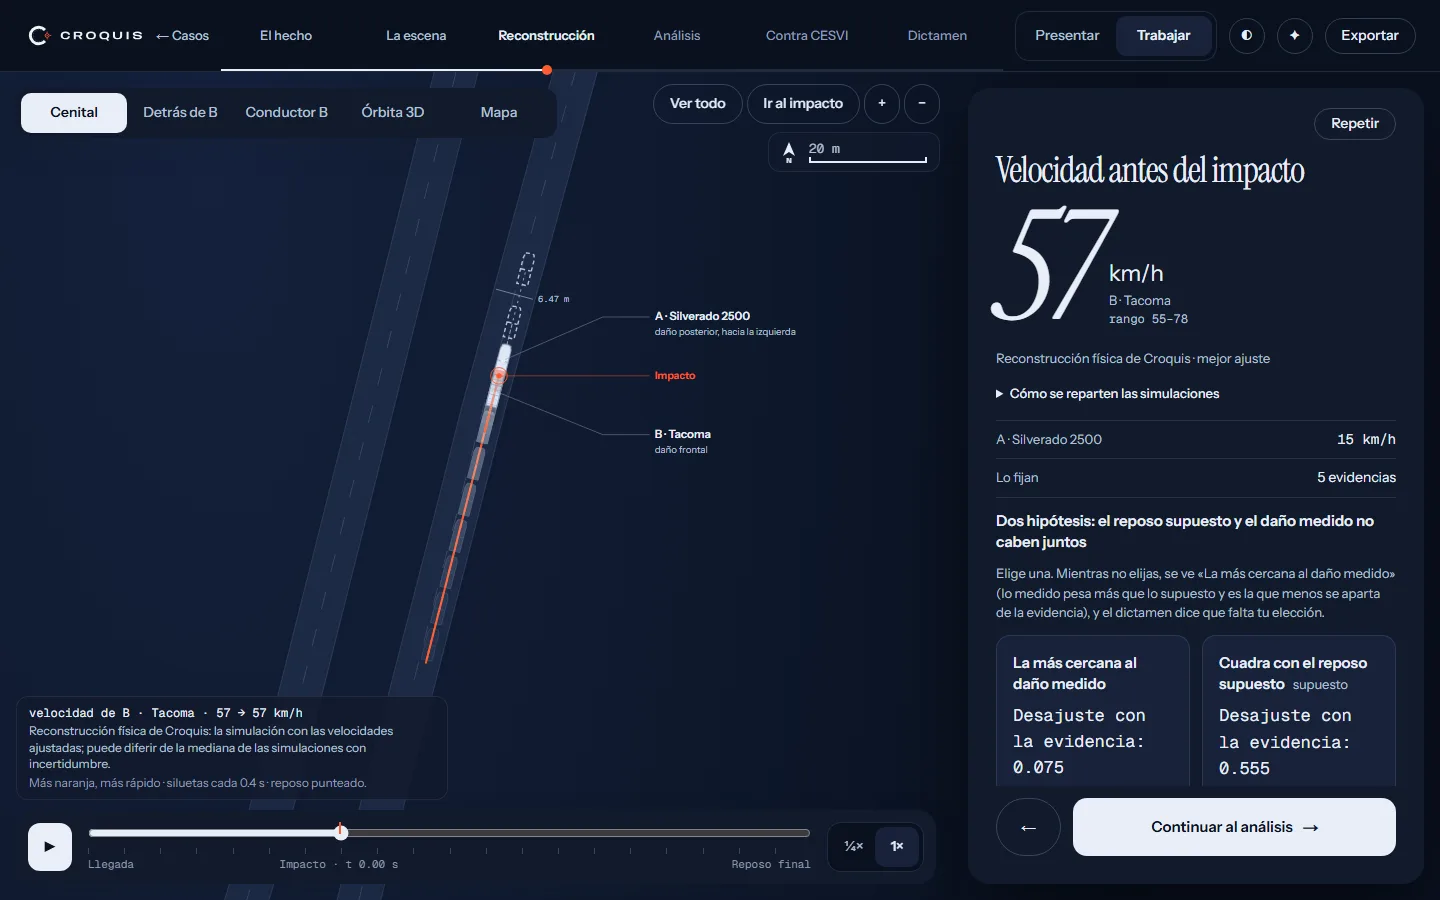 CROQUIS
← Casos
El hecho
La escena
Reconstrucción
Análisis
Contra CESVI
Dictamen
Presentar
Trabajar
Exportar
Cenital
Detrás de B
Conductor B
Órbita 3D
Mapa
Ver todo
Ir al impacto
+
−
N
20 m
6.47 m
A · Silverado 2500
daño posterior, hacia la izquierda
Impacto
B · Tacoma
daño frontal
velocidad de B · Tacoma · 57 → 57 km/h
Reconstrucción física de Croquis: la simulación con las velocidades
ajustadas; puede diferir de la mediana de las simulaciones con
incertidumbre.
Más naranja, más rápido · siluetas cada 0.4 s · reposo punteado.
Llegada
Impacto · t 0.00 s
Reposo final
¼×
1×
Repetir
Velocidad antes del impacto
57
km/h
B · Tacoma
rango 55–78
Reconstrucción física de Croquis · mejor ajuste
▶ Cómo se reparten las simulaciones
A · Silverado 2500
15 km/h
Lo fijan
5 evidencias
Dos hipótesis: el reposo supuesto y el daño medido no
caben juntos
Elige una. Mientras no elijas, se ve «La más cercana al daño medido»
(lo medido pesa más que lo supuesto y es la que menos se aparta
de la evidencia), y el dictamen dice que falta tu elección.
La más cercana al
daño medido
Desajuste con
la evidencia:
0.075
Cuadra con el reposo
supuesto supuesto
Desajuste con
la evidencia:
0.555
←
Continuar al análisis →